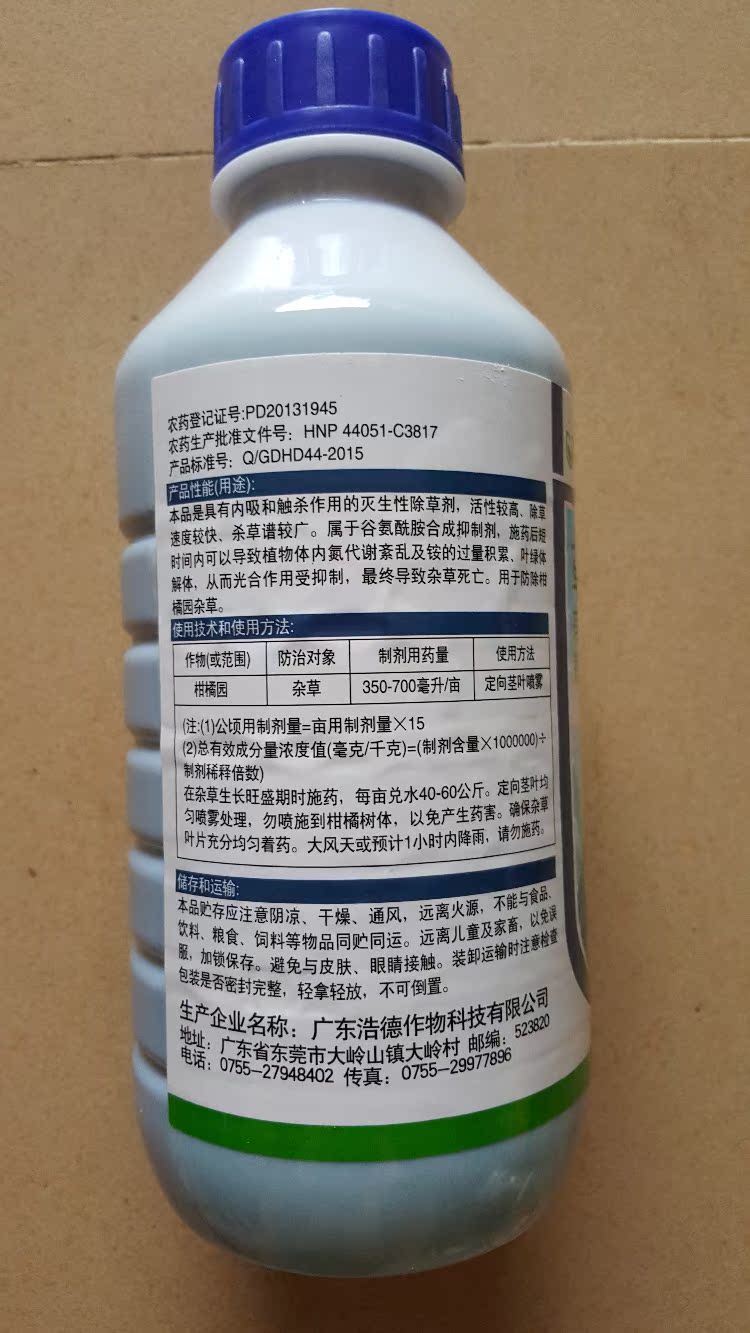 农药登记证号:PD20131945
农药生产批准文件号: HNP 44051-C3817
产品标准号: Q/GDHD44-2015
产品性能(用途):
本品是具有内吸和触杀作用的灭生性除草剂，活性较高、除草
速度较快、杀草谱较广。属于谷氨酰胺合成抑制剂，施药后短
时间内可以导致植物体内氮代谢紊乱及铵的过量积累、叶绿体
解体，从而光合作用受抑制，最终导致杂草死亡。用于防除柑
橘园杂草。
使用技术和使用方法:
作物(或范围) 防治对象 制剂用药量 使用方法
柑橘园 杂草 350-700毫升/亩 定向茎叶喷雾
(注:(1)公顷用制剂量=亩用制剂量×15
(2)总有效成分量浓度值(毫克/千克)=(制剂含量×1000000)÷
制剂稀释倍数)
在杂草生长旺盛期时施药，每亩兑水40-60公斤。定向茎叶均
匀喷雾处理，勿喷施到柑橘树体，以免产生药害。确保杂草
叶片充分均匀着药。大风天或预计1小时内降雨，请勿施药。
储存和运输:
本品贮存应注意阴凉、干燥、通风，远离火源，不能与食品、
饮料、粮食、饲料等物品同贮同运。远离儿童及家畜，以免误
服，加锁保存。避免与皮肤、眼睛接触。装卸运输时注意检查
包装是否密封完整，轻拿轻放，不可倒置。
生产企业名称: 广东浩德作物科技有限公司
地址: 广东省东莞市大岭山镇大岭村 邮编: 523820
电话: 0755-27948402 传真: 0755-29977896